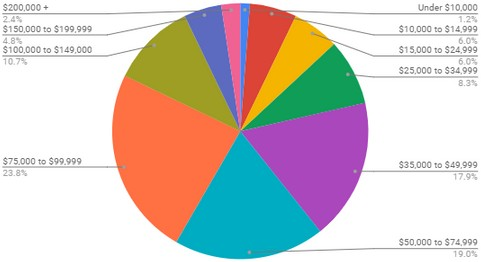 $200,000 +
2.4%
$150,000 to $199,999
4.8%
$100,000 to $149,000
10.7%
$75,000 to $99,999
23.8%
Under $10,000
1.2%
$10,000 to $14,999
6.0%
$15,000 to $24,999
6.0%
$25,000 to $34,999
8.3%
$35,000 to $49,999
17.9%
$50,000 to $74,999
19.0%